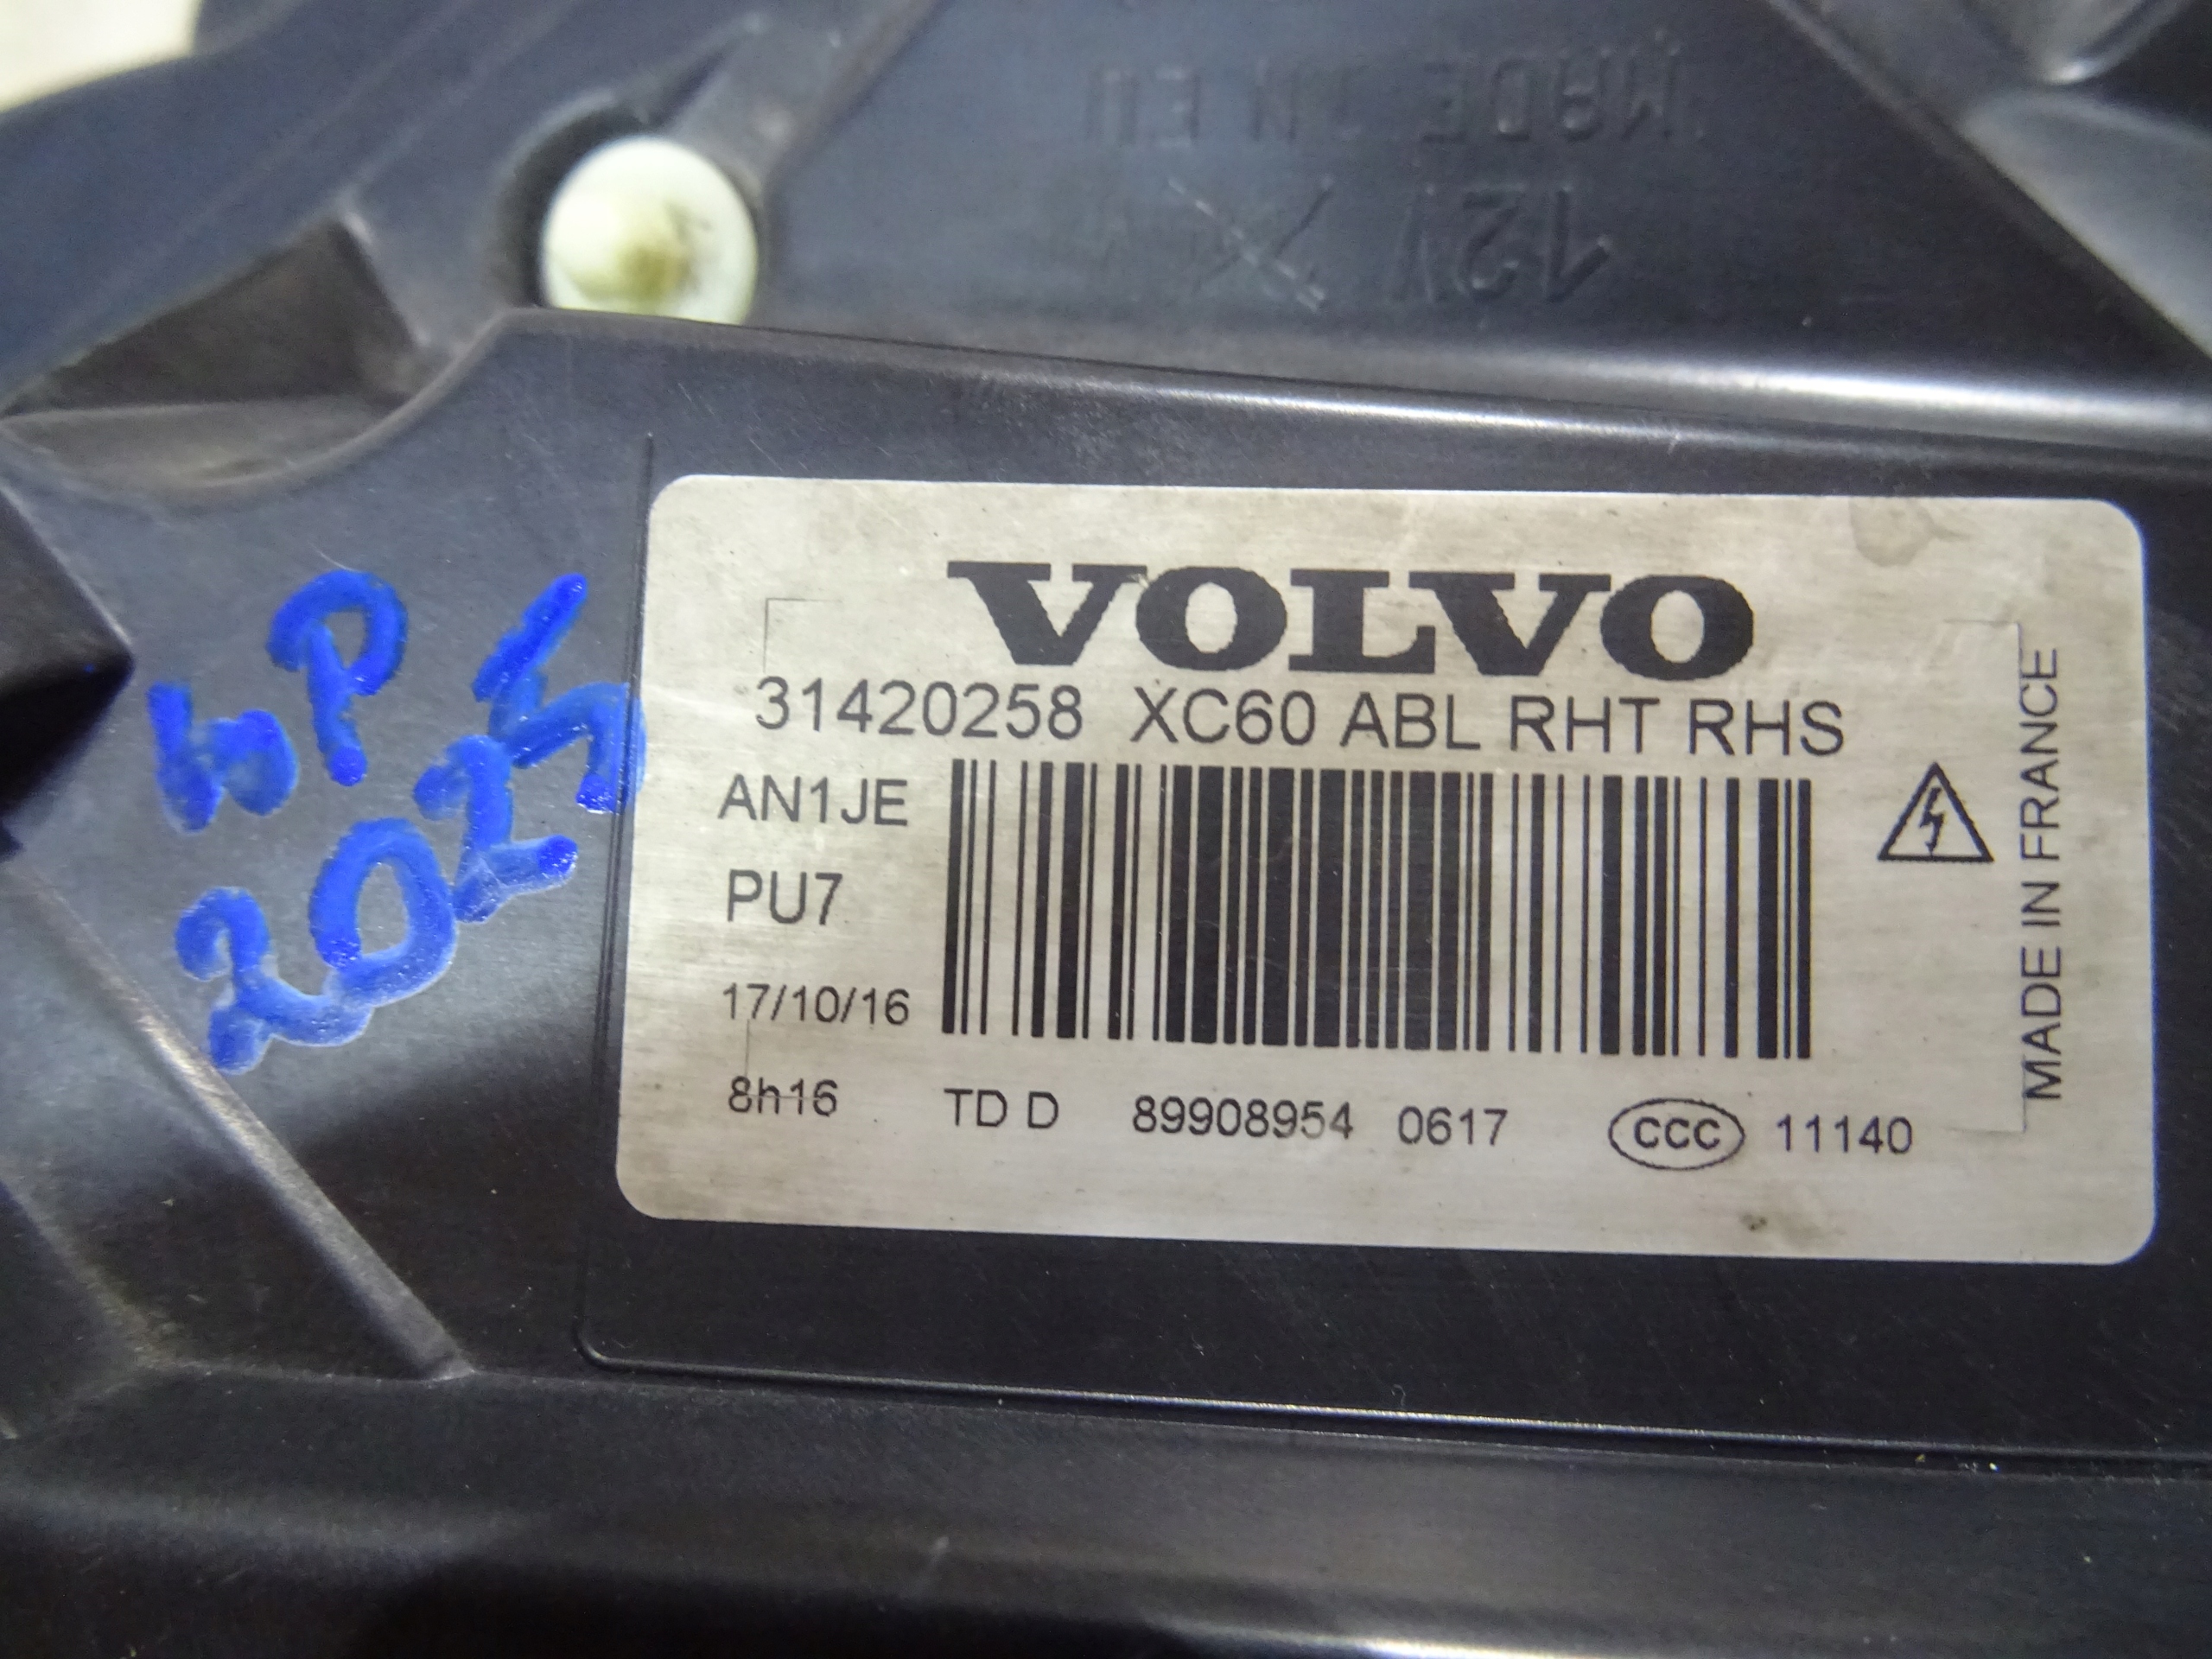 MADE IN EU
12V
WP
2025
VOLVO
31420258 XC60 ABL RHT RHS
AN1JE
PU7
17/10/16
8h16 TD D 89908954 0617 CCC 11140
MADE IN FRANCE